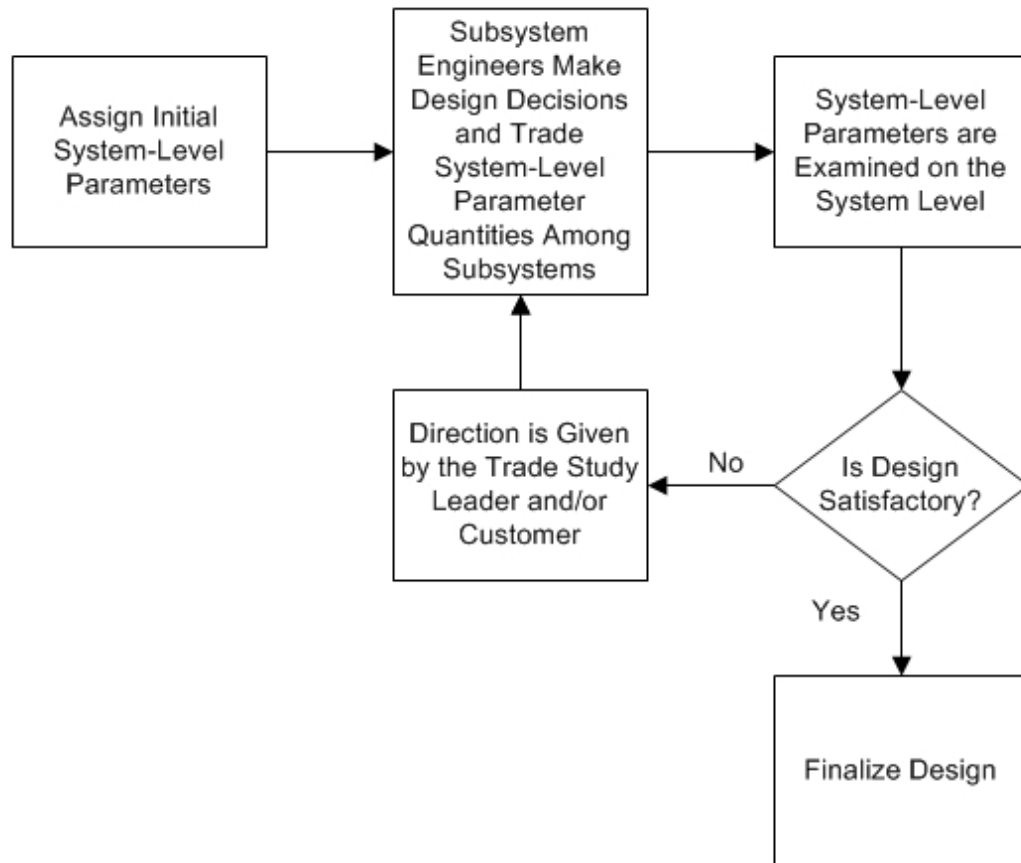 Assign Initial
System-Level
Parameters
Subsystem
Engineers Make
Design Decisions
and Trade
System-Level
Parameter
Quantities Among
Subsystems
System-Level
Parameters are
Examined on the
System Level
Direction is Given
by the Trade Study
Leader and/or
Customer
No
Is Design
Satisfactory?
Yes
Finalize Design